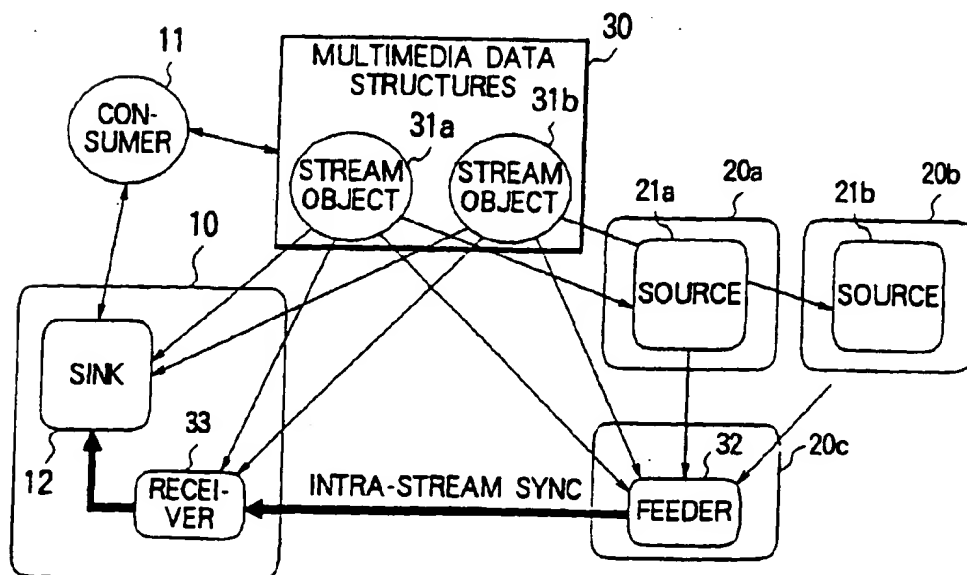 30
11
MULTIMEDIA DATA
STRUCTURES
CON-
SUMER
31a
31b
STREAM
OBJECT
STREAM
OBJECT
20a
20b
21a
21b
10
SOURCE
SOURCE
SINK
33
32
12
RECEI-
VER
INTRA-STREAM SYNC
FEEDER
20c